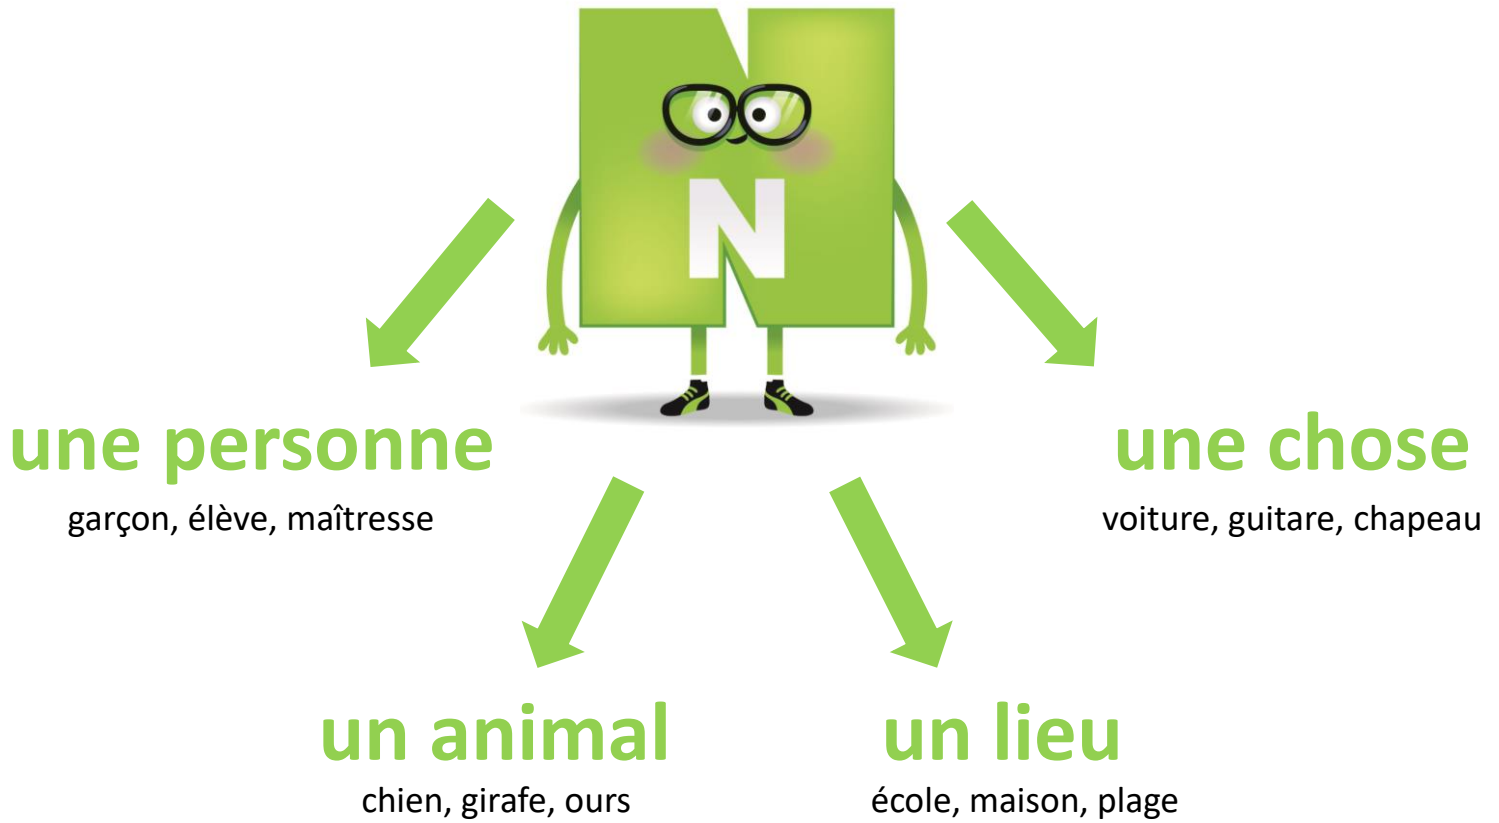 N
une personne
garçon, élève, maîtresse
une chose
voiture, guitare, chapeau
un animal
chien, girafe, ours
un lieu
école, maison, plage